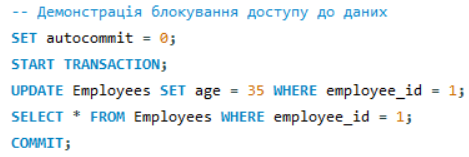 -- Демонстрація блокування доступу до даних
SET autocommit = 0;
START TRANSACTION;
UPDATE Employees SET age = 35 WHERE employee_id = 1;
SELECT * FROM Employees WHERE employee_id = 1;
COMMIT;